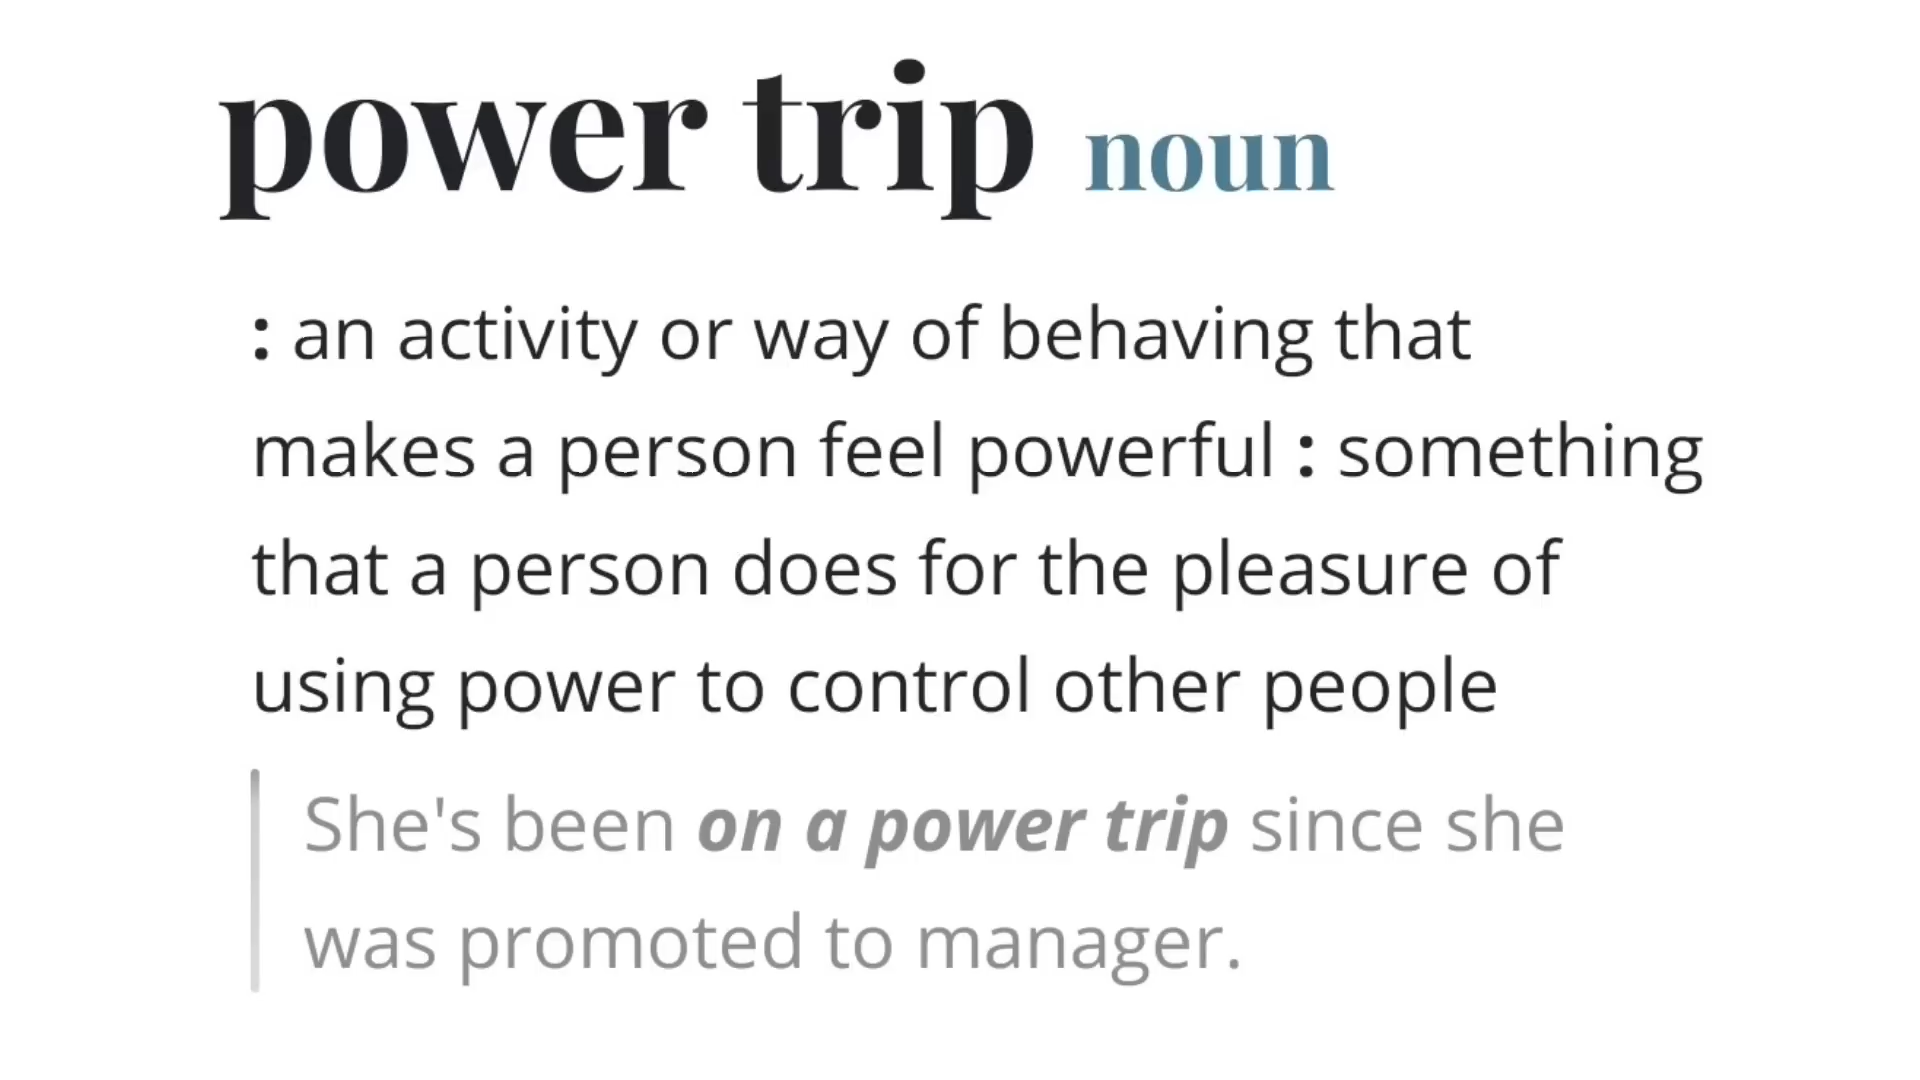 power trip noun
: an activity or way of behaving that
makes a person feel powerful : something
that a person does for the pleasure of
using power to control other people
She's been on a power trip since she
was promoted to manager.